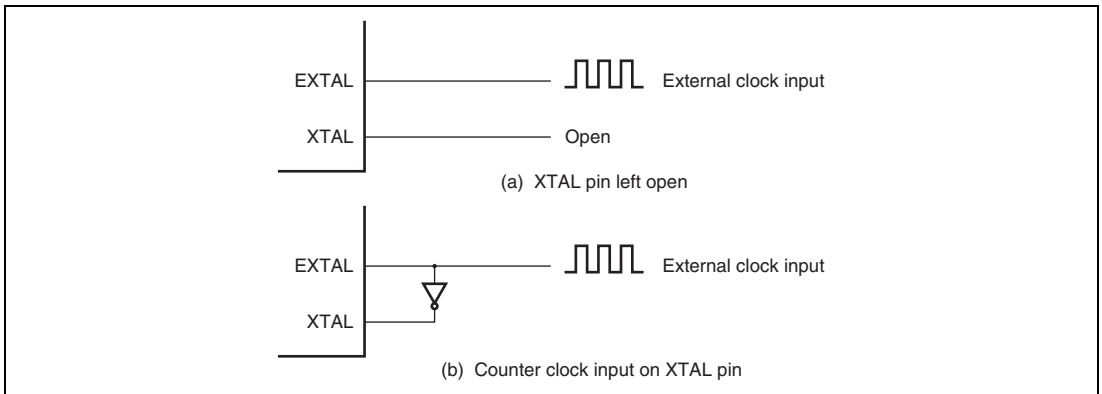 EXTAL External clock input
XTAL Open
(a) XTAL pin left open
EXTAL External clock input
XTAL
(b) Counter clock input on XTAL pin